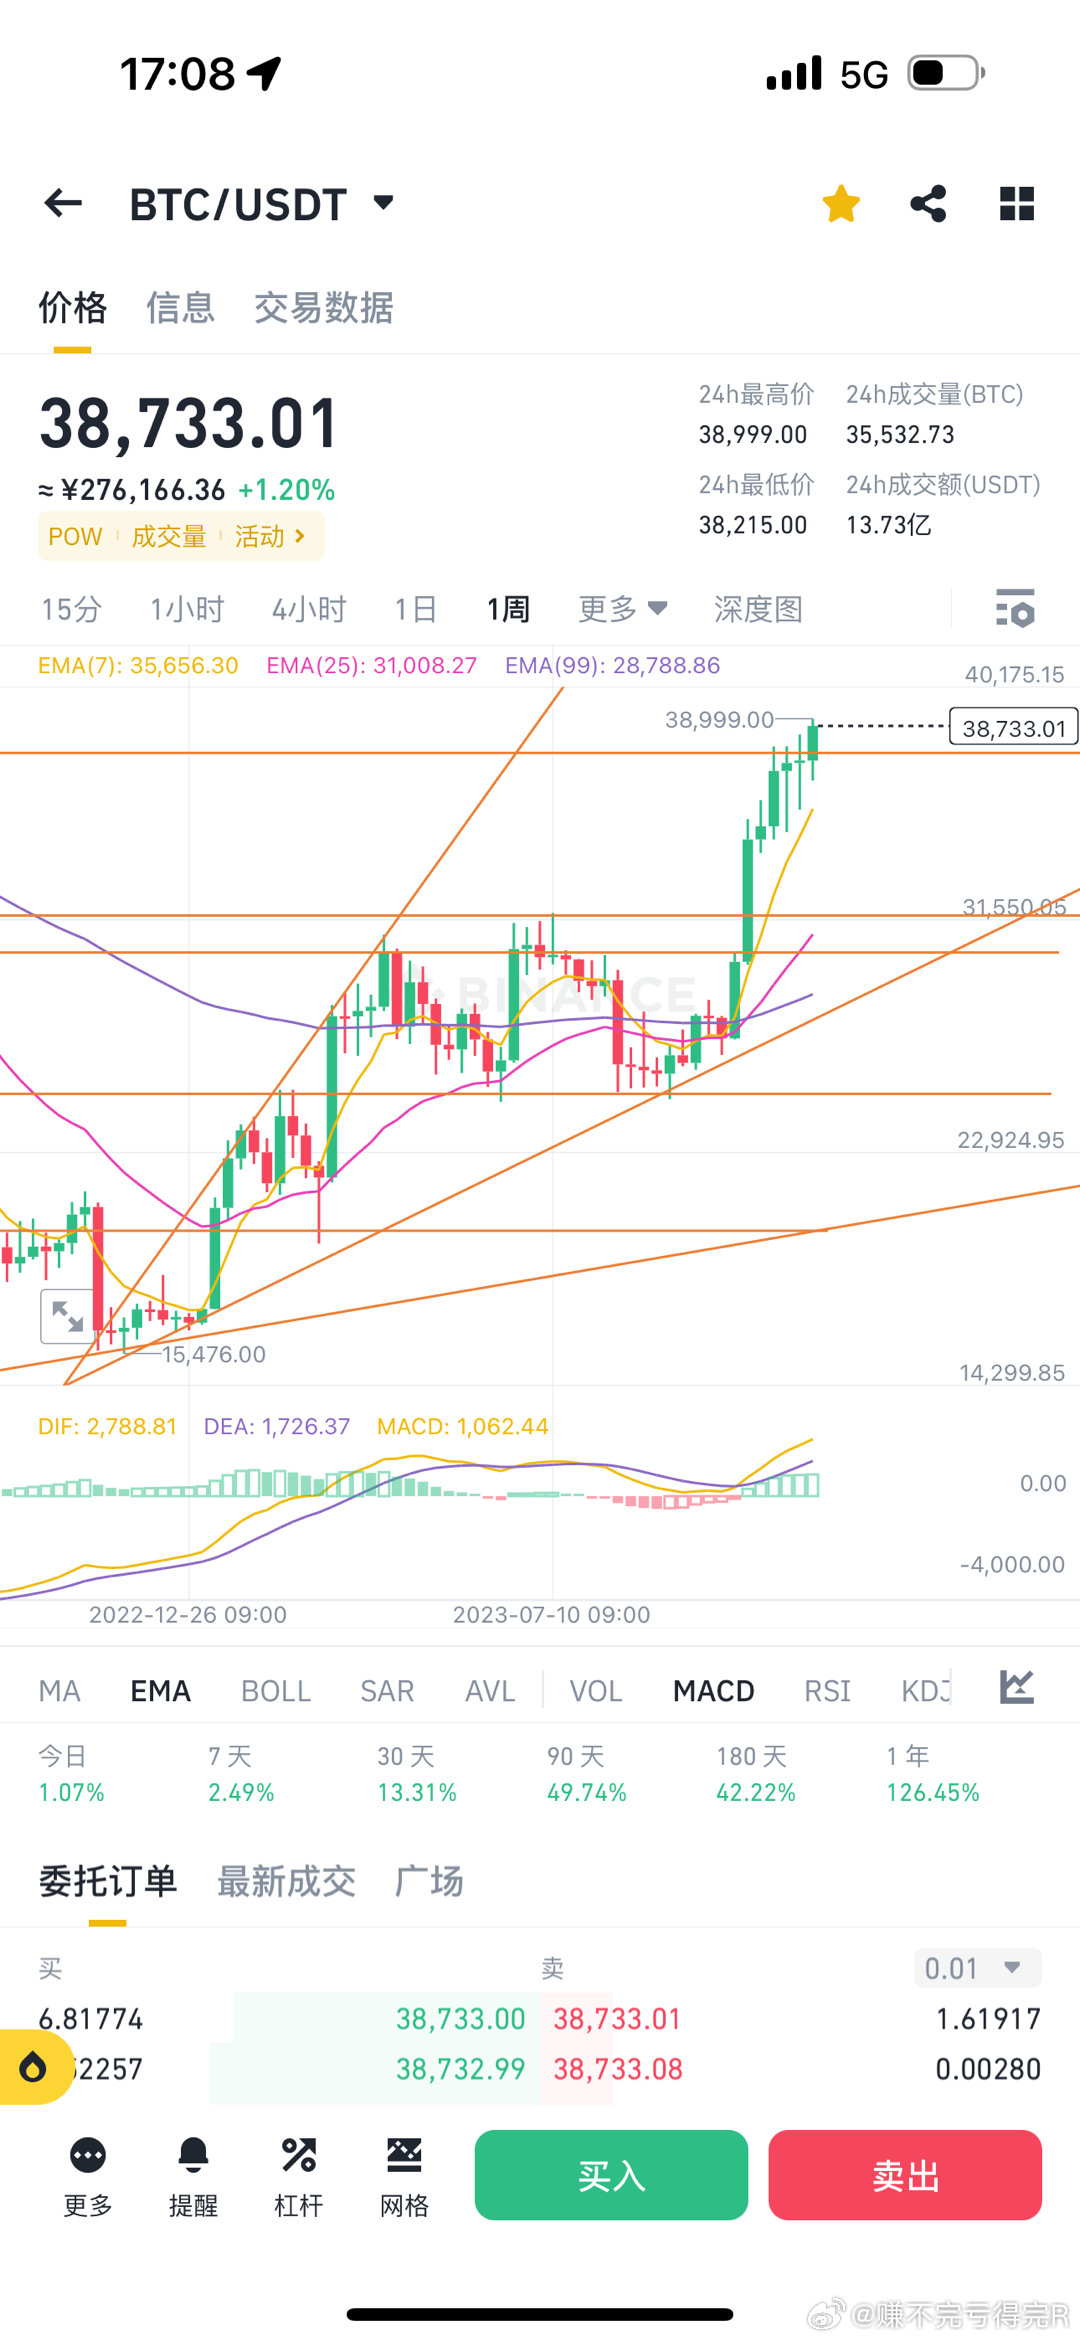 17:08 5G
BTC/USDT
价格 信息 交易数据
38,733.01
≈ ¥276,166.36 +1.20%
POW 成交量 活动
24h最高价 24h成交量(BTC)
38,999.00 35,532.73
24h最低价 24h成交额(USDT)
38,215.00 13.73亿
15分 1小时 4小时 1日 1周 更多 深度图
EMA(7): 35,656.30 EMA(25): 31,008.27 EMA(99): 28,788.86
40,175.15
38,999.00
38,733.01
31,550.05
BINANCE
22,924.95
15,476.00
14,299.85
DIF: 2,788.81 DEA: 1,726.37 MACD: 1,062.44
0.00
-4,000.00
2022-12-26 09:00 2023-07-10 09:00
MA EMA BOLL SAR AVL VOL MACD RSI KDJ
今日 7 天 30 天 90 天 180 天 1 年
1.07% 2.49% 13.31% 49.74% 42.22% 126.45%
委托订单 最新成交 广场
买 卖 0.01
6.81774 38,733.00 38,733.01 1.61917
2257 38,732.99 38,733.08 0.00280
更多 提醒 杠杆 网格 买入 卖出
@赚不完亏得完R